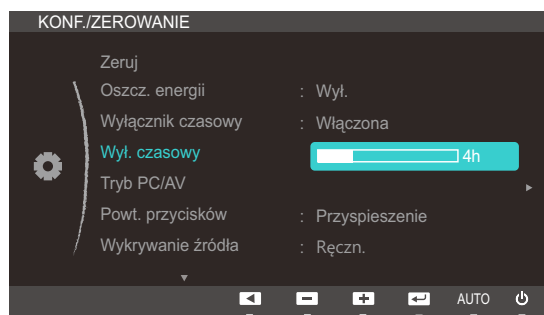 KONF./ZEROWANIE
Zeruj
Oszcz. energii : Wył.
Wyłącznik czasowy : Włączona
Wył. czasowy 4h
Tryb PC/AV
Powt. przycisków : Przyspieszenie
Wykrywanie źródła : Ręczn.
AUTO